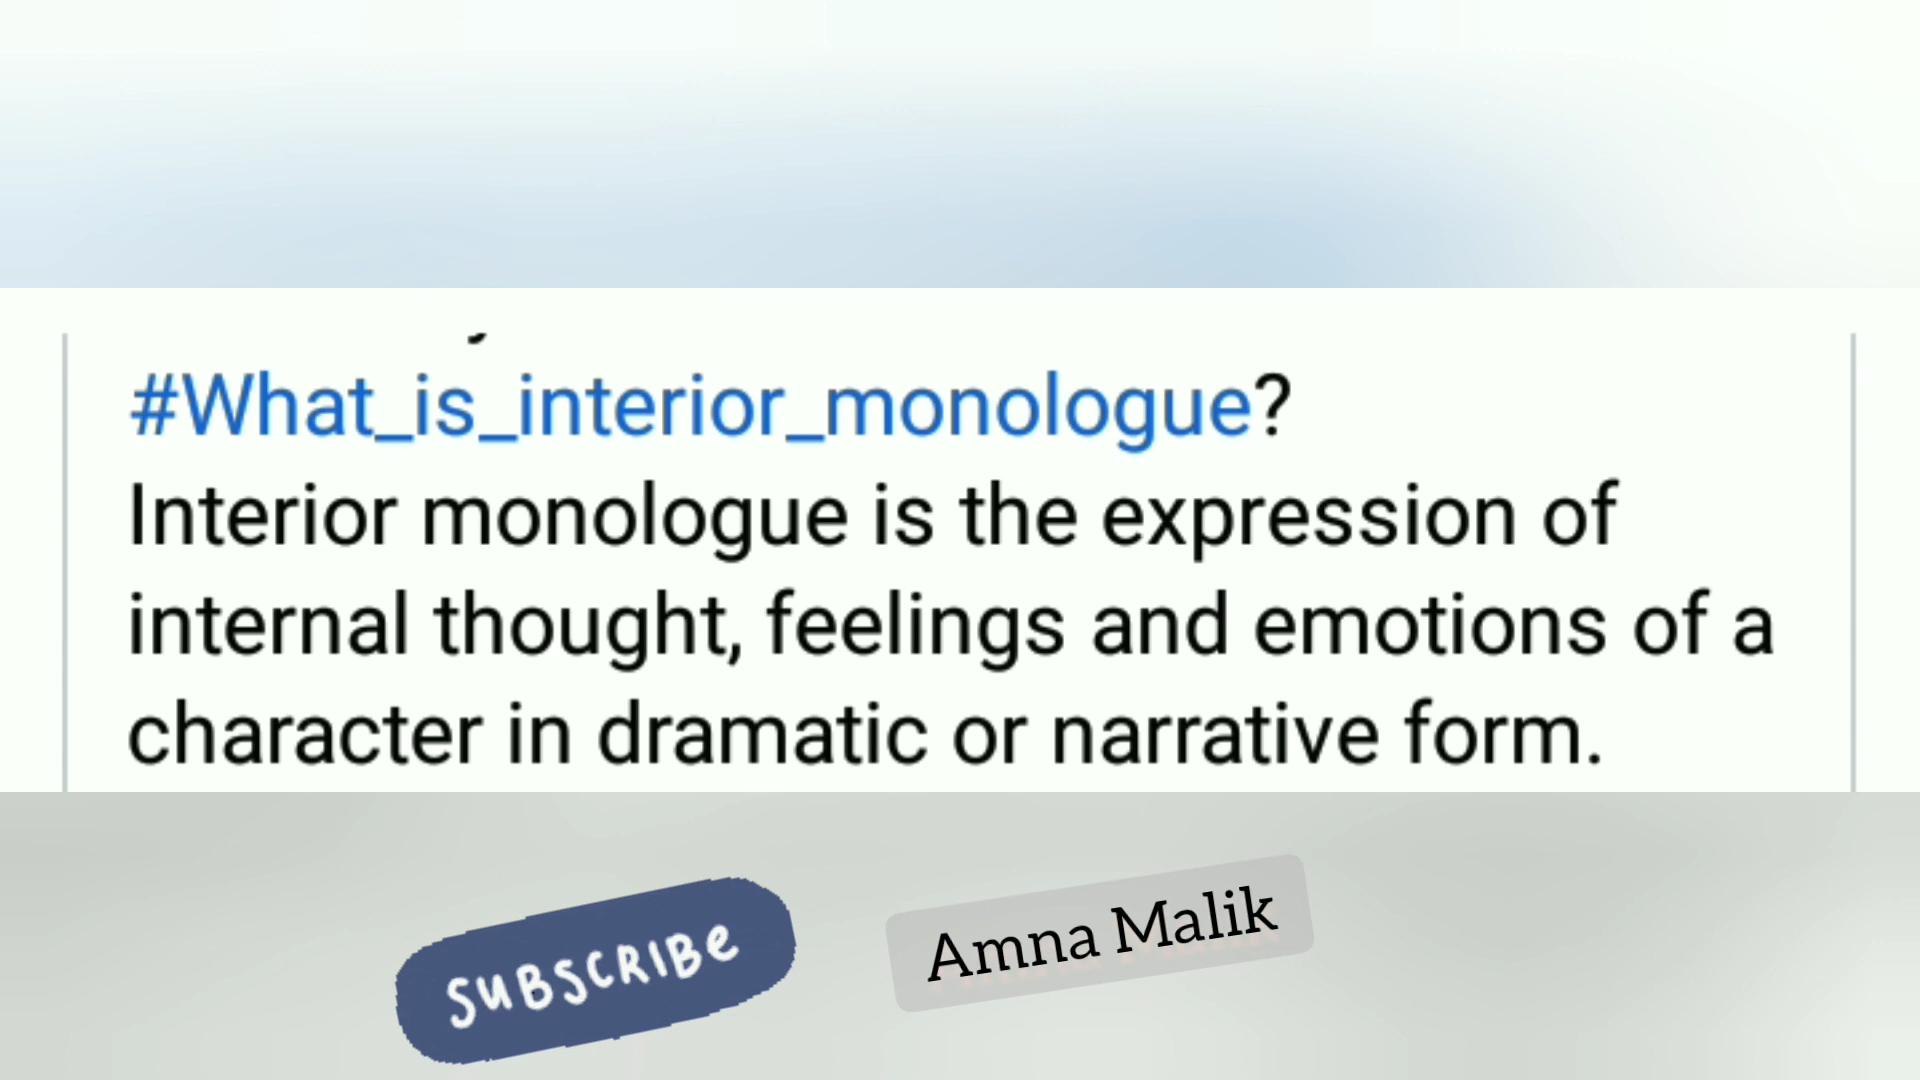 #What_is_interior_monologue?
Interior monologue is the expression of
internal thought, feelings and emotions of a
character in dramatic or narrative form.
SUBSCRIBe
Amna Malik